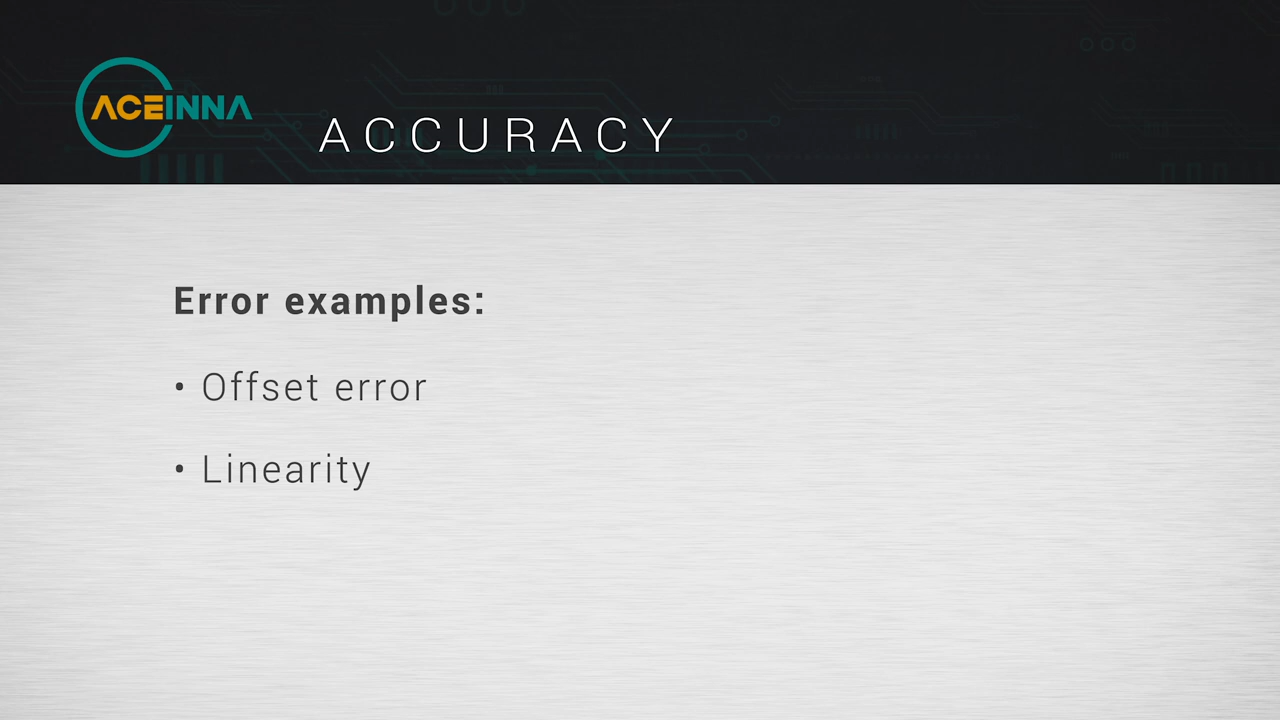 ACEINNA
ACCURACY
Error examples:
• Offset error
• Linearity